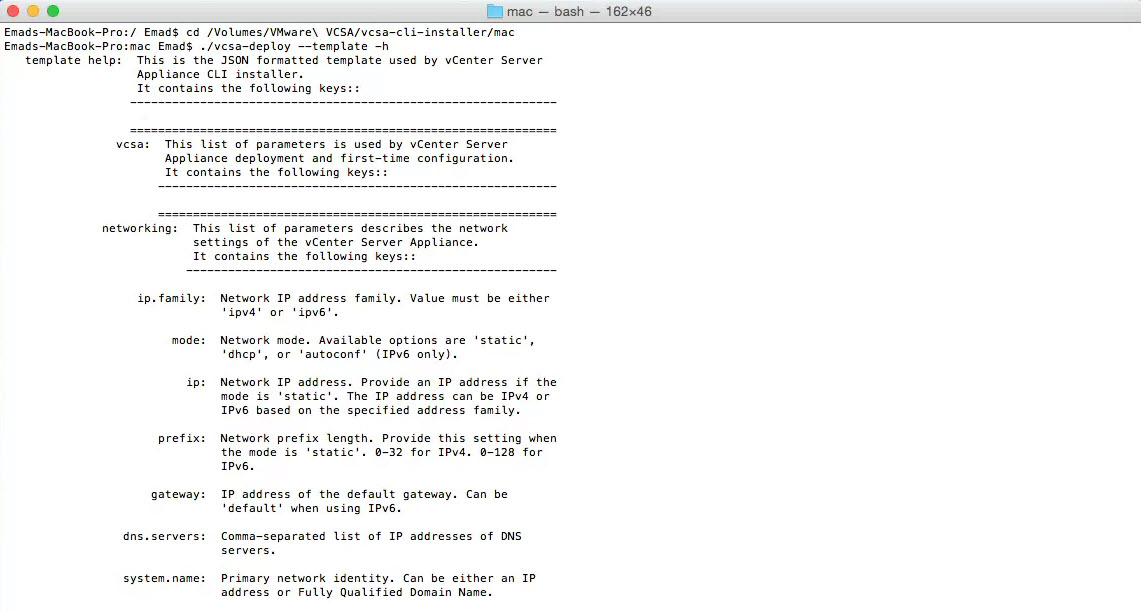 mac — bash — 162×46
Emads-MacBook-Pro:/ Emad$ cd /Volumes/VMware\ VCSA/vcsa-cli-installer/mac
Emads-MacBook-Pro:mac Emad$ ./vcsa-deploy --template -h
template help: This is the JSON formatted template used by vCenter Server
Appliance CLI installer.
It contains the following keys::
-------------------------------------------------------------
=============================================================
vcsa: This list of parameters is used by vCenter Server
Appliance deployment and first-time configuration.
It contains the following keys::
---------------------------------------------------------
=========================================================
networking: This list of parameters describes the network
settings of the vCenter Server Appliance.
It contains the following keys::
-----------------------------------------------------
ip.family: Network IP address family. Value must be either
'ipv4' or 'ipv6'.
mode: Network mode. Available options are 'static',
'dhcp', or 'autoconf' (IPv6 only).
ip: Network IP address. Provide an IP address if the
mode is 'static'. The IP address can be IPv4 or
IPv6 based on the specified address family.
prefix: Network prefix length. Provide this setting when
the mode is 'static'. 0-32 for IPv4. 0-128 for
IPv6.
gateway: IP address of the default gateway. Can be
'default' when using IPv6.
dns.servers: Comma-separated list of IP addresses of DNS
servers.
system.name: Primary network identity. Can be either an IP
address or Fully Qualified Domain Name.